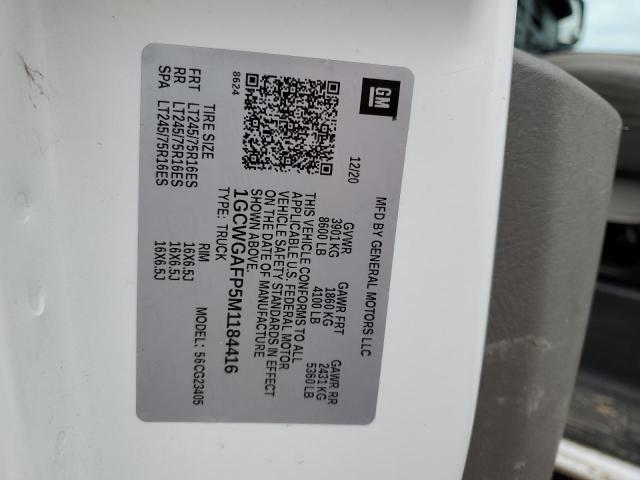 GM
MFD BY GENERAL MOTORS LLC
12/20
GVWR GAWR FRT GAWR RR
3901 KG 1860 KG 2431 KG
8600 LB 4100 LB 5360 LB
THIS VEHICLE CONFORMS TO ALL
APPLICABLE U.S. FEDERAL MOTOR
VEHICLE SAFETY STANDARDS IN EFFECT
ON THE DATE OF MANUFACTURE
SHOWN ABOVE.
1GCWGAFP5M1184416
TYPE: TRUCK
8624
MODEL: 56CG23405
TIRE SIZE RIM
FRT LT245/75R16ES 16X6.5J
RR LT245/75R16ES 16X6.5J
SPA LT245/75R16ES 16X6.5J